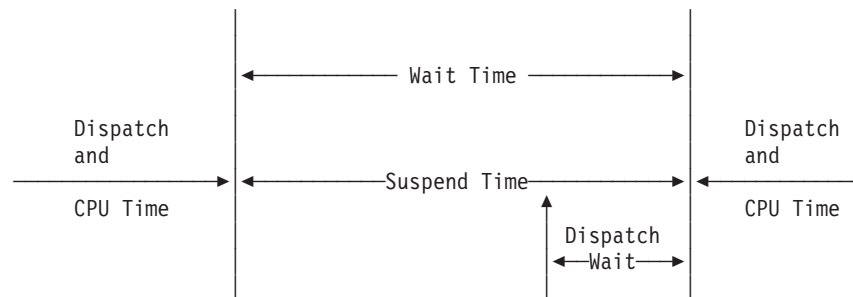 Wait Time
Dispatch
and
Dispatch
and
Suspend Time
CPU Time
CPU Time
Dispatch
Wait